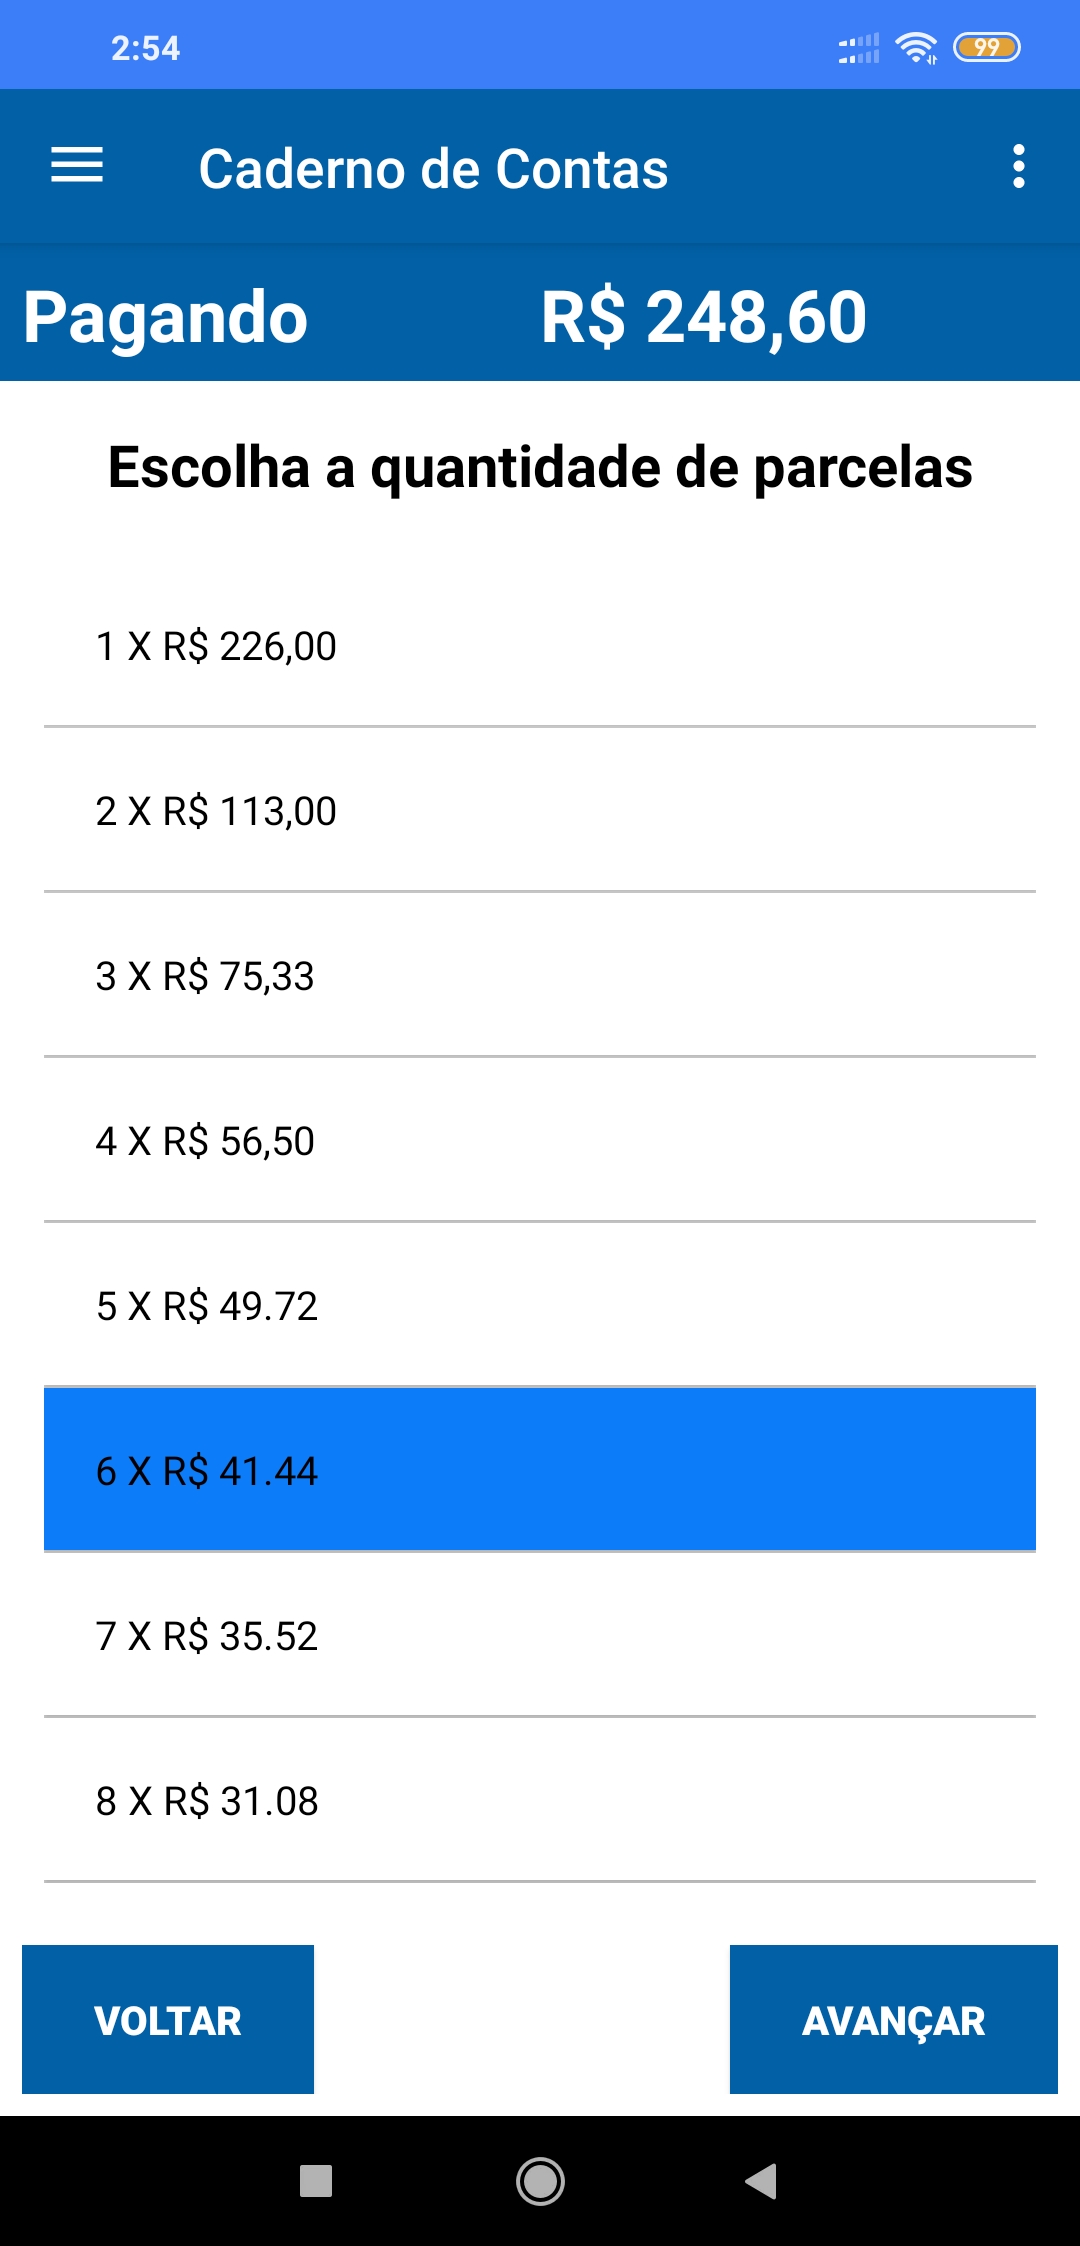 2:54
99
Caderno de Contas
Pagando R$ 248,60
Escolha a quantidade de parcelas
1 X R$ 226,00
2 X R$ 113,00
3 X R$ 75,33
4 X R$ 56,50
5 X R$ 49.72
6 X R$ 41.44
7 X R$ 35.52
8 X R$ 31.08
VOLTAR AVANÇAR